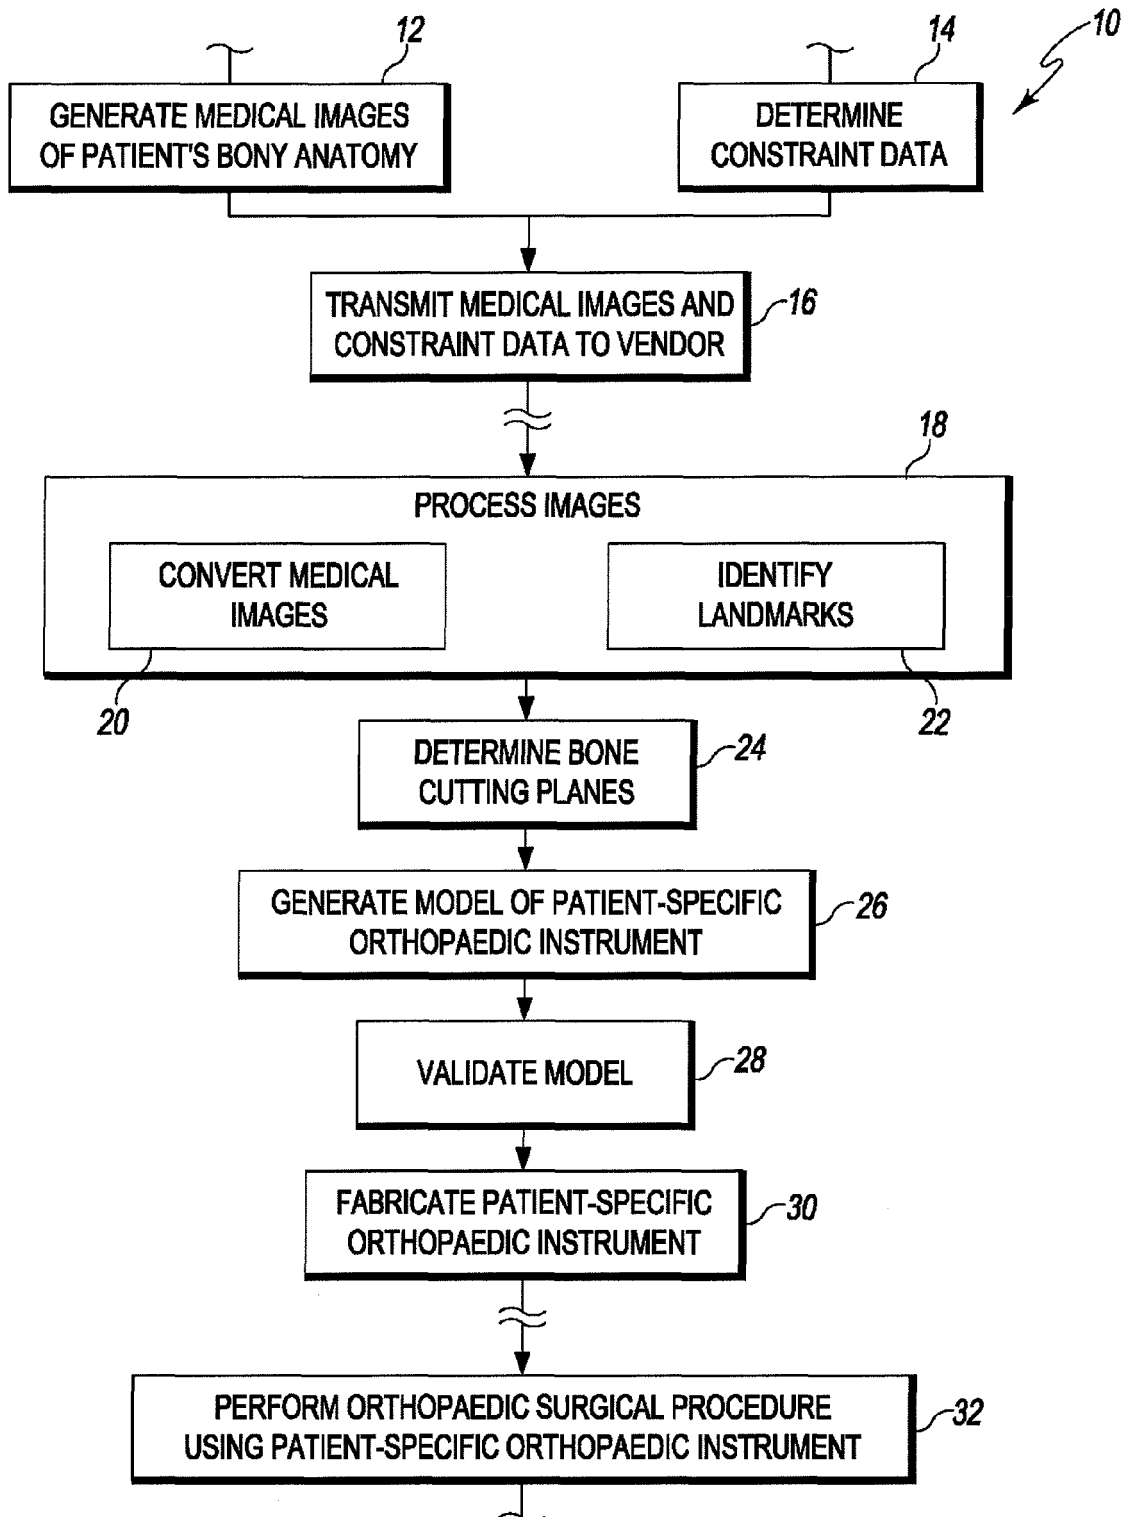 12
14
10
GENERATE MEDICAL IMAGES
OF PATIENT'S BONY ANATOMY
DETERMINE
CONSTRAINT DATA
TRANSMIT MEDICAL IMAGES AND
CONSTRAINT DATA TO VENDOR
16
18
PROCESS IMAGES
CONVERT MEDICAL
IMAGES
IDENTIFY
LANDMARKS
20
22
DETERMINE BONE
CUTTING PLANES
24
GENERATE MODEL OF PATIENT-SPECIFIC
ORTHOPAEDIC INSTRUMENT
26
VALIDATE MODEL
28
FABRICATE PATIENT-SPECIFIC
ORTHOPAEDIC INSTRUMENT
30
PERFORM ORTHOPAEDIC SURGICAL PROCEDURE
USING PATIENT-SPECIFIC ORTHOPAEDIC INSTRUMENT
32